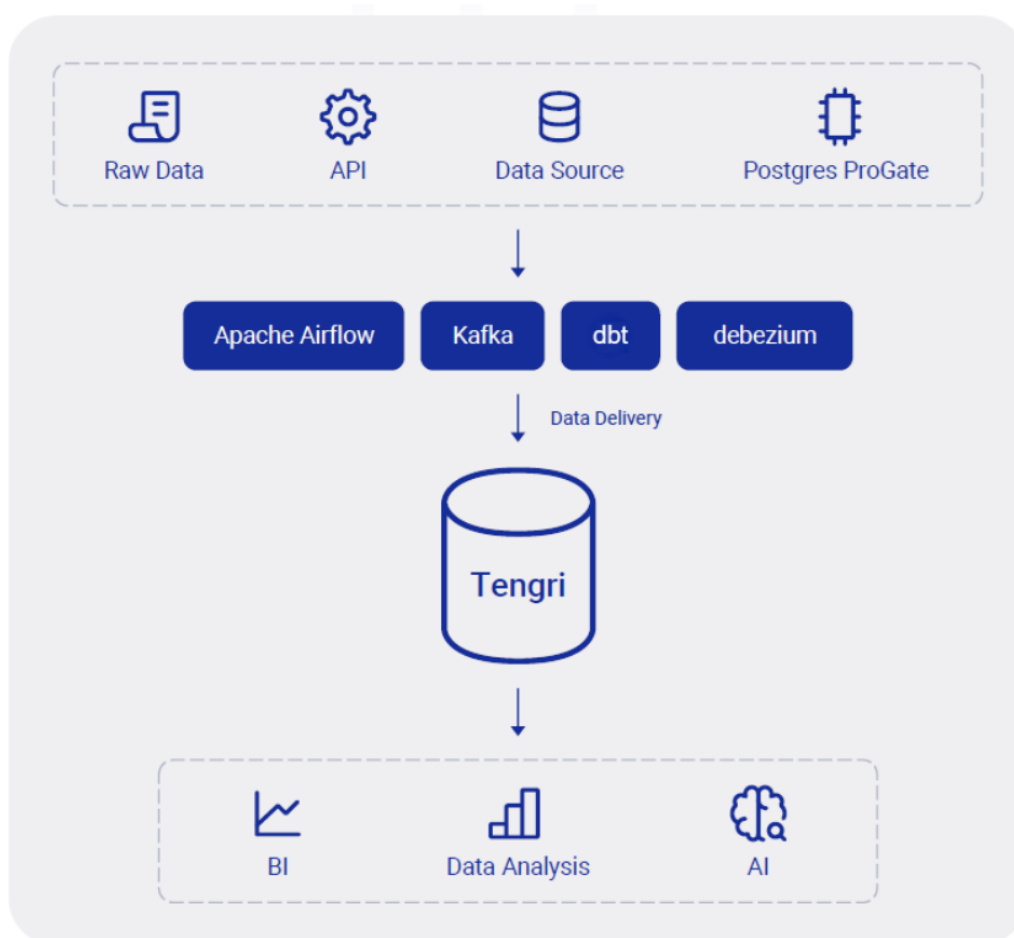 Raw Data
API
Data Source
Postgres ProGate
Apache Airflow
Kafka
dbt
debezium
Data Delivery
Tengri
BI
Data Analysis
AI